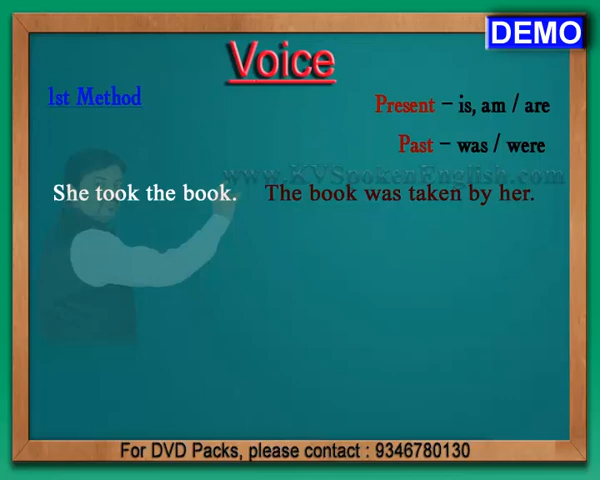 DEMO
Voice
1st Method
Present – is, am / are
Past – was / were
www.KVSpokenEnglish.com
She took the book. The book was taken by her.
For DVD Packs, please contact : 9346780130